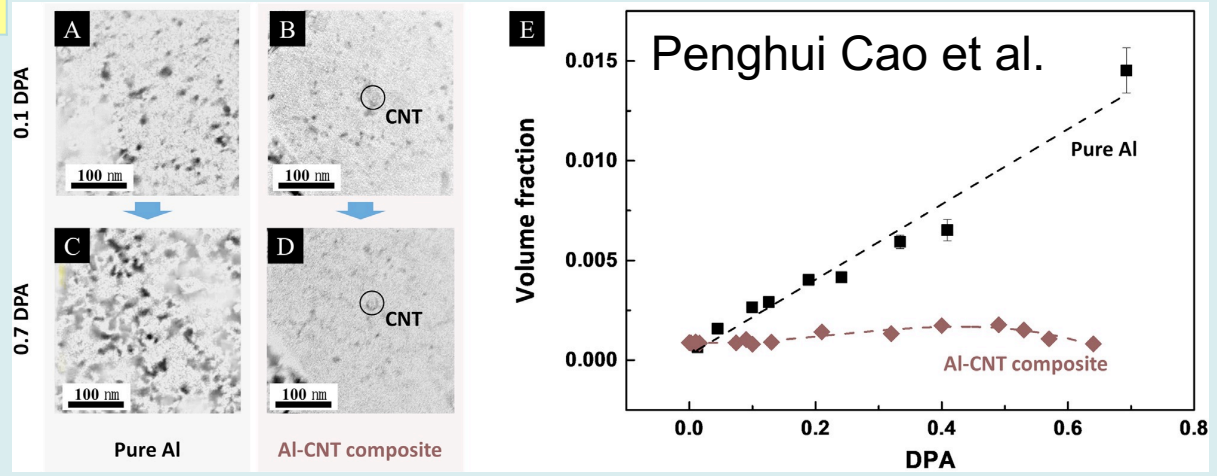 A
B
E
0.1 DPA
CNT
100 nm
100 nm
C
D
0.7 DPA
CNT
100 nm
100 nm
Pure Al
Al-CNT composite
Penghui Cao et al.
Volume fraction
0.015
0.010
0.005
0.000
Pure Al
Al-CNT composite
0.0 0.2 0.4 0.6 0.8
DPA